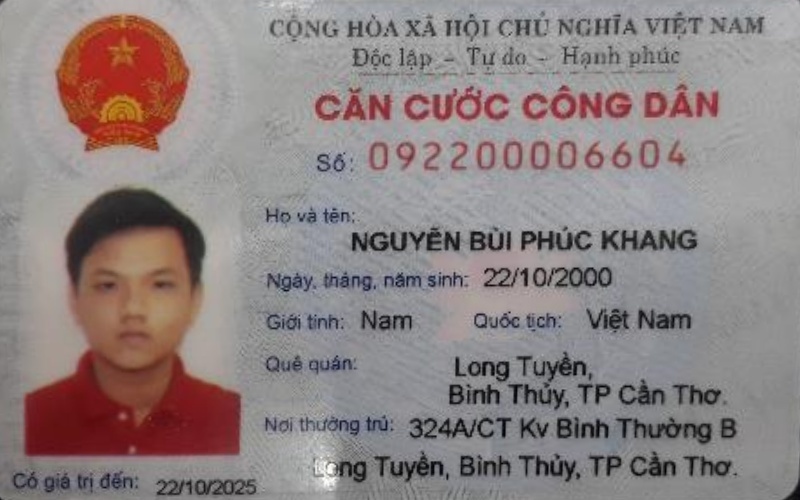 CỘNG HÒA XÃ HỘI CHỦ NGHĨA VIỆT NAM
Độc lập - Tự do - Hạnh phúc
CĂN CƯỚC CÔNG DÂN
Số: 092200006604
Họ và tên:
NGUYỄN BÙI PHÚC KHANG
Ngày, tháng, năm sinh: 22/10/2000
Giới tính: Nam Quốc tịch: Việt Nam
Quê quán: Long Tuyền,
Bình Thủy, TP Cần Thơ.
Nơi thường trú: 324A/CT Kv Bình Thường B
Long Tuyền, Bình Thủy, TP Cần Thơ.
Có giá trị đến: 22/10/2025